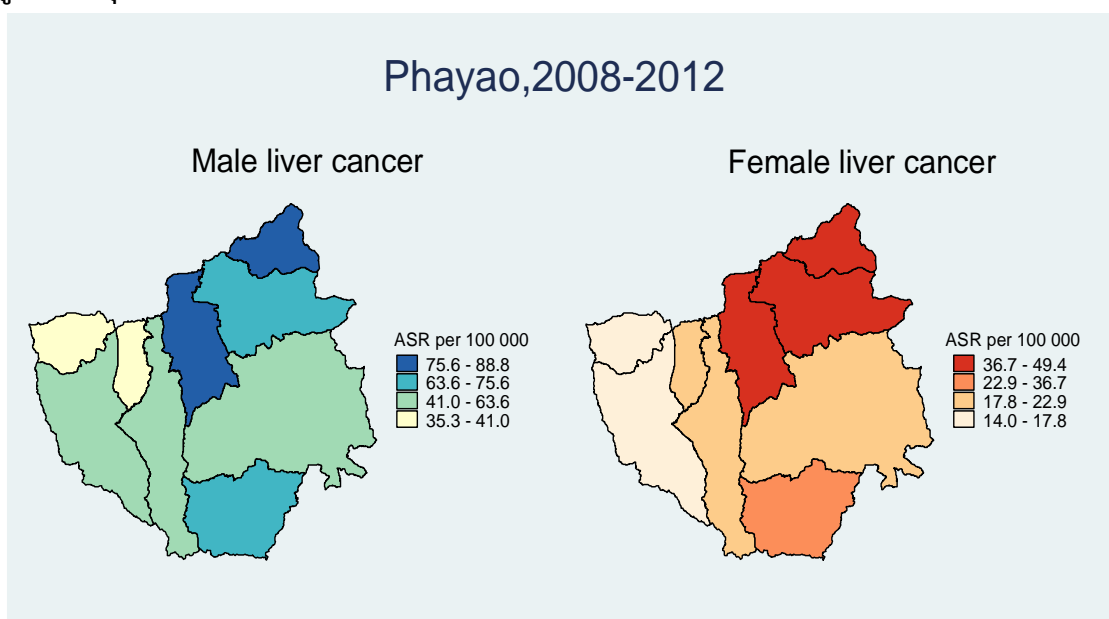 Phayao,2008-2012
Male liver cancer
ASR per 100 000
75.6 - 88.8
63.6 - 75.6
41.0 - 63.6
35.3 - 41.0
Female liver cancer
ASR per 100 000
36.7 - 49.4
22.9 - 36.7
17.8 - 22.9
14.0 - 17.8